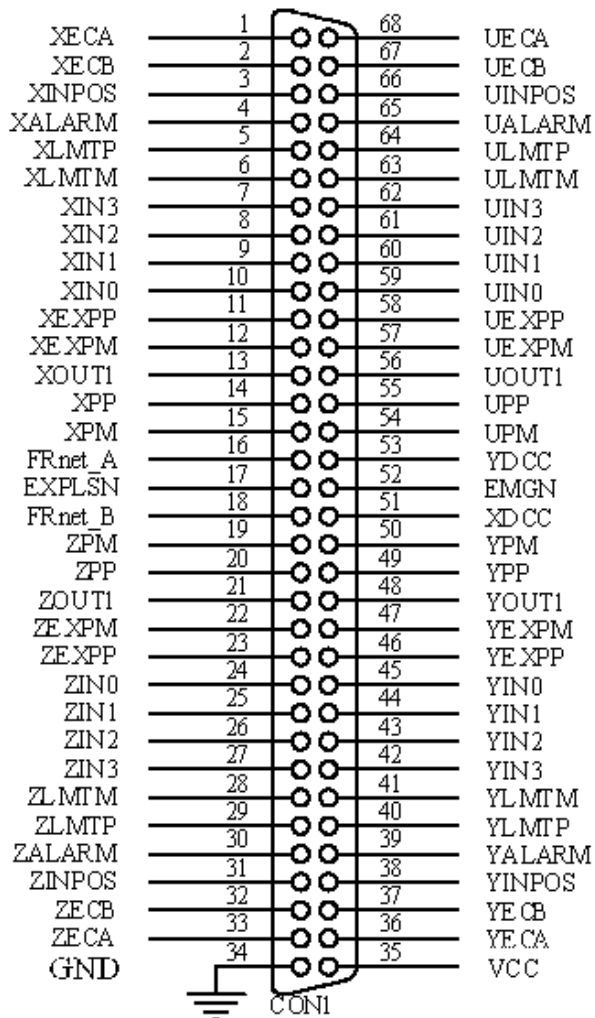 XECA 1 68 UECA
XECB 2 67 UECB
XINPOS 3 66 UINPOS
XALARM 4 65 UALARM
XLMTP 5 64 ULMTP
XLMTM 6 63 ULMTM
XIN3 7 62 UIN3
XIN2 8 61 UIN2
XIN1 9 60 UIN1
XIN0 10 59 UIN0
XEXPP 11 58 UEXPP
XEXPM 12 57 UEXPM
XOUT1 13 56 UOUT1
XPP 14 55 UPP
XPM 15 54 UPM
FRnet_A 16 53 YDCC
EXPLSN 17 52 EMGN
FRnet_B 18 51 XDCC
ZPM 19 50 YPM
ZPP 20 49 YPP
ZOUT1 21 48 YOUT1
ZEXPM 22 47 YEXPM
ZEXPP 23 46 YEXPP
ZIN0 24 45 YIN0
ZIN1 25 44 YIN1
ZIN2 26 43 YIN2
ZIN3 27 42 YIN3
ZLMTM 28 41 YLMTM
ZLMTP 29 40 YLMTP
ZALARM 30 39 YALARM
ZINPOS 31 38 YINPOS
ZECB 32 37 YECB
ZECA 33 36 YECA
GND 34 35 VCC
CON1